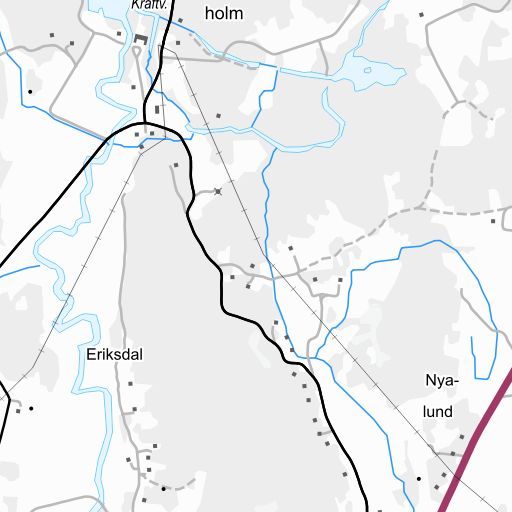 Kraftv.
holm
Eriksdal
Nya-
lund